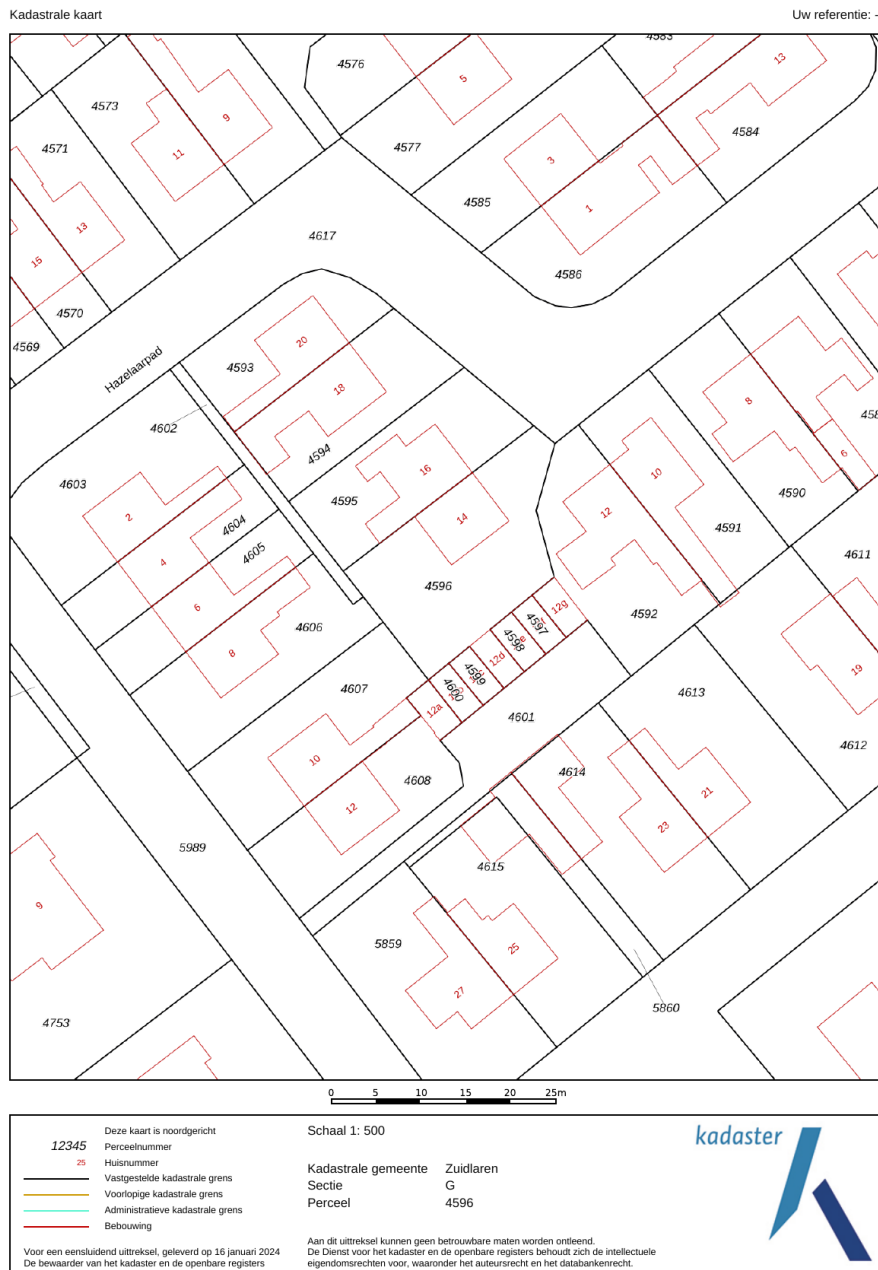 Kadastrale kaart
Uw referentie: -
4583
4576
13
5
4573
9
4584
4571
4577
11
3
4585
1
13
4617
15
4586
4570
20
4569
Hazelaarpad
4593
18
8
4602
4594
6
16
10
4603
4595
4590
12
2
14
4604
4591
4605
4
4611
4596
12g
6
4597
4592
4606
4598
8
12d
4599
19
4607
4600
4613
12a
4601
4612
10
4608
4614
21
12
23
5989
4615
9
5859
25
27
5860
4753
0 5 10 15 20 25m
Deze kaart is noordgericht
12345 Perceelnummer
25 Huisnummer
Vastgestelde kadastrale grens
Voorlopige kadastrale grens
Administratieve kadastrale grens
Bebouwing
Voor een eensluidend uittreksel, geleverd op 16 januari 2024
De bewaarder van het kadaster en de openbare registers
Schaal 1: 500
Kadastrale gemeente Zuidlaren
Sectie G
Perceel 4596
Aan dit uittreksel kunnen geen betrouwbare maten worden ontleend.
De Dienst voor het kadaster en de openbare registers behoudt zich de intellectuele
eigendomsrechten voor, waaronder het auteursrecht en het databankenrecht.
kadaster